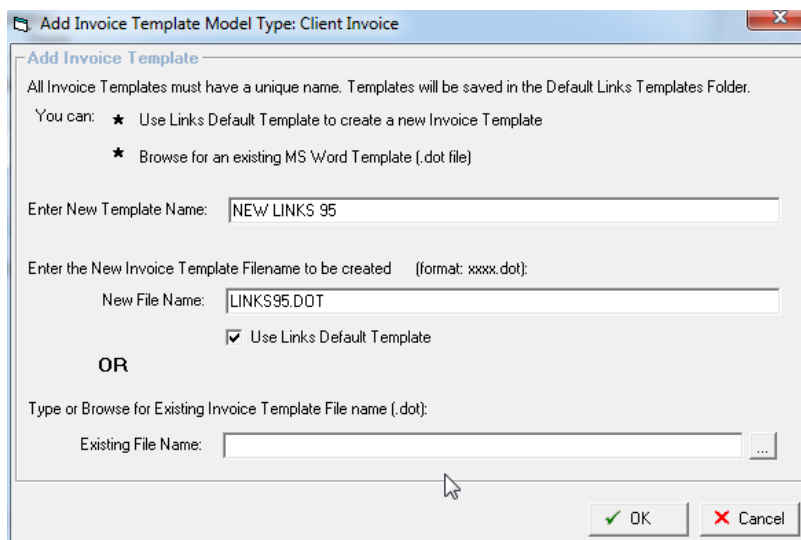 Add Invoice Template Model Type: Client Invoice
Add Invoice Template
All Invoice Templates must have a unique name. Templates will be saved in the Default Links Templates Folder.
You can: * Use Links Default Template to create a new Invoice Template
* Browse for an existing MS Word Template (.dot file)
Enter New Template Name: NEW LINKS 95
Enter the New Invoice Template Filename to be created (format: xxxx.dot):
New File Name: LINKS95.DOT
Use Links Default Template
OR
Type or Browse for Existing Invoice Template File name (.dot):
Existing File Name: ...
OK Cancel